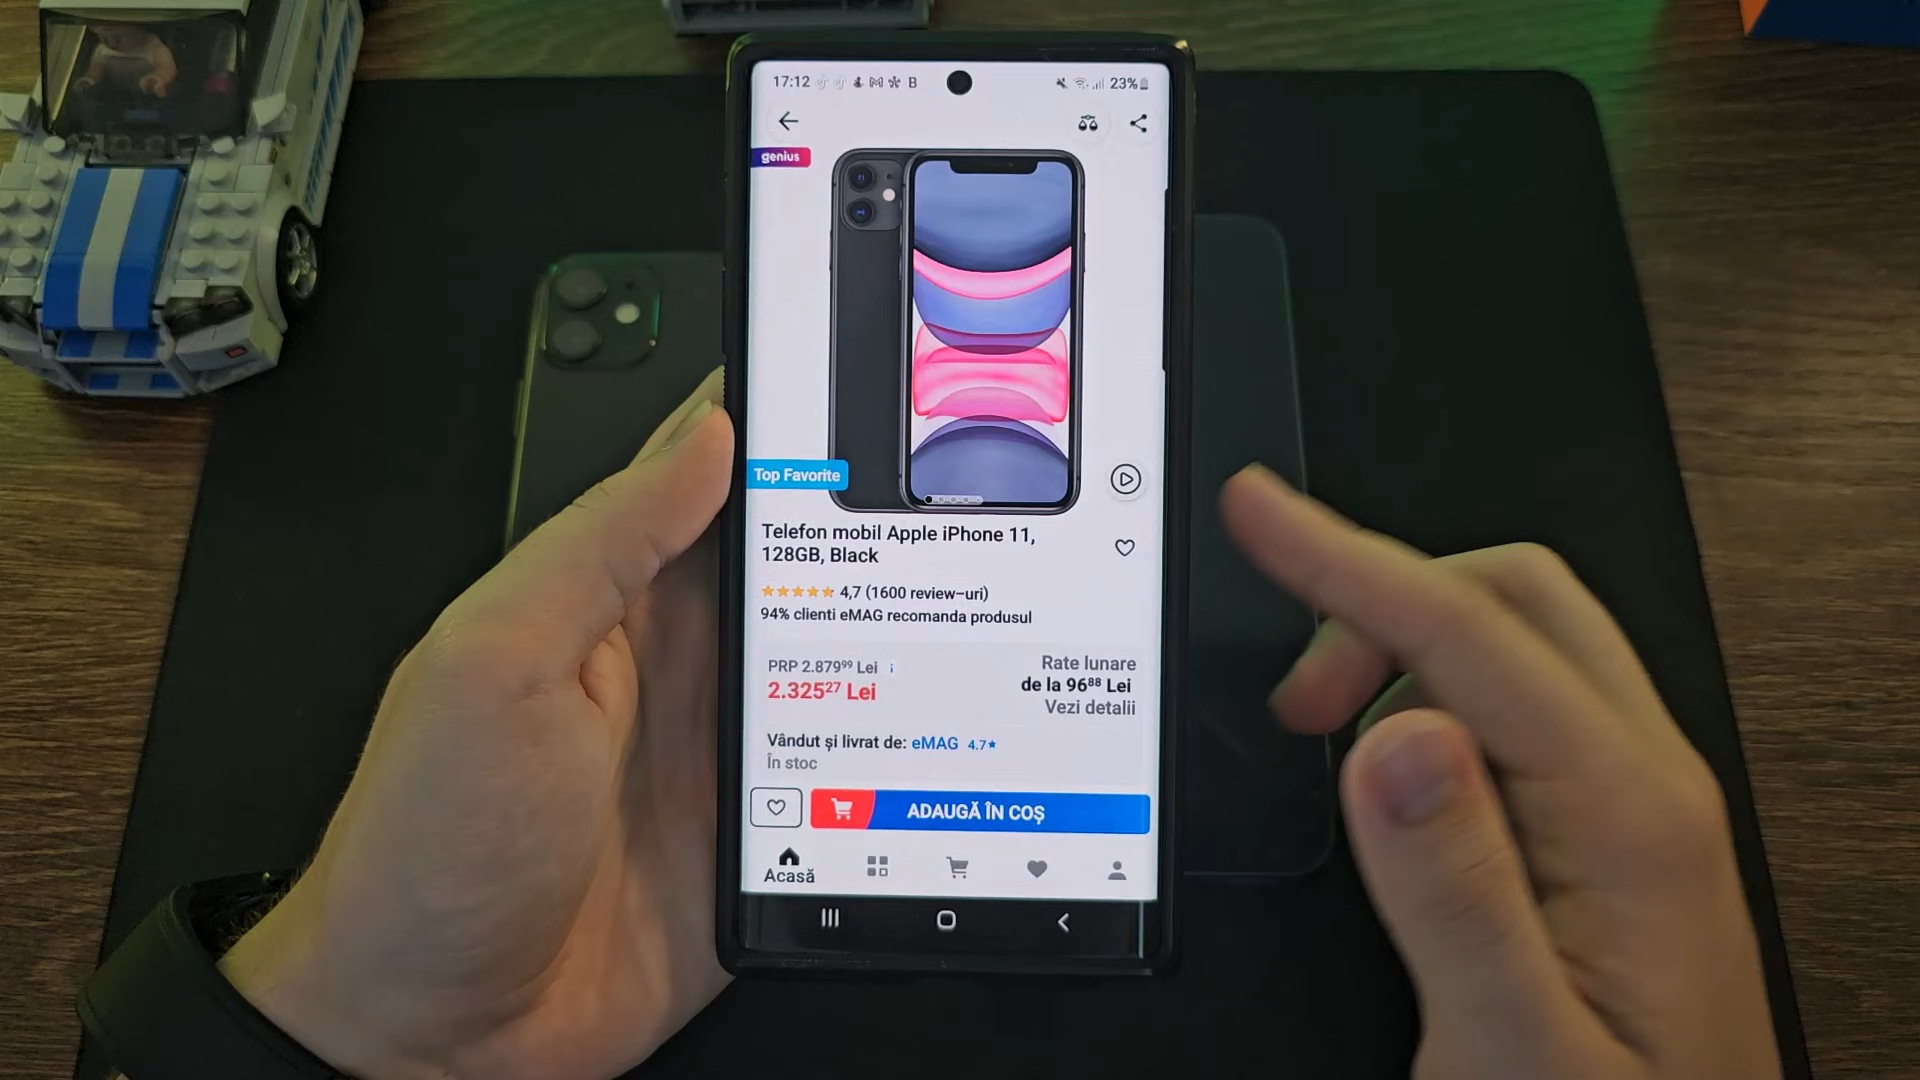 17:12
B
23%
genius
Top Favorite
Telefon mobil Apple iPhone 11,
128GB, Black
4,7 (1600 review-uri)
94% clienti eMAG recomanda produsul
PRP 2.879⁹⁹ Lei i
2.325²⁷ Lei
Rate lunare
de la 96⁸⁸ Lei
Vezi detalii
Vândut și livrat de: eMAG 4.7★
În stoc
ADAUGĂ ÎN COȘ
Acasă